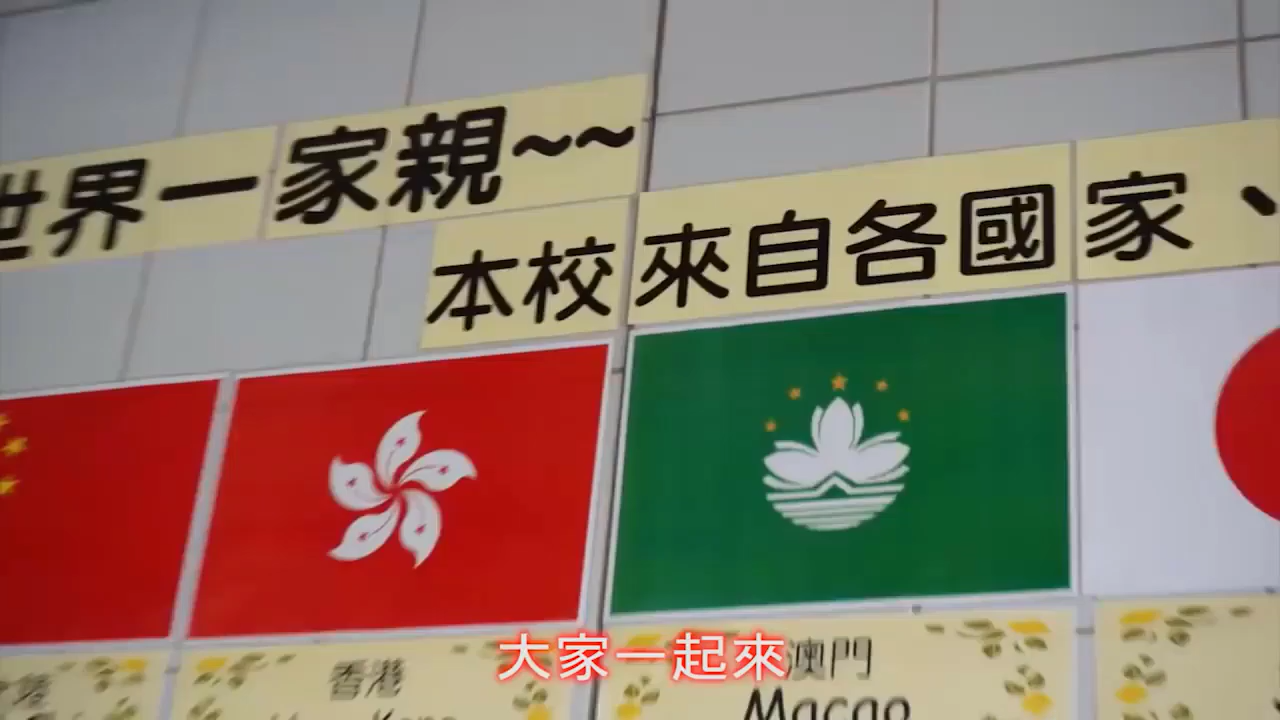 世界一家親~~
本校來自各國家、
香港
澳門
Macao
大家一起來